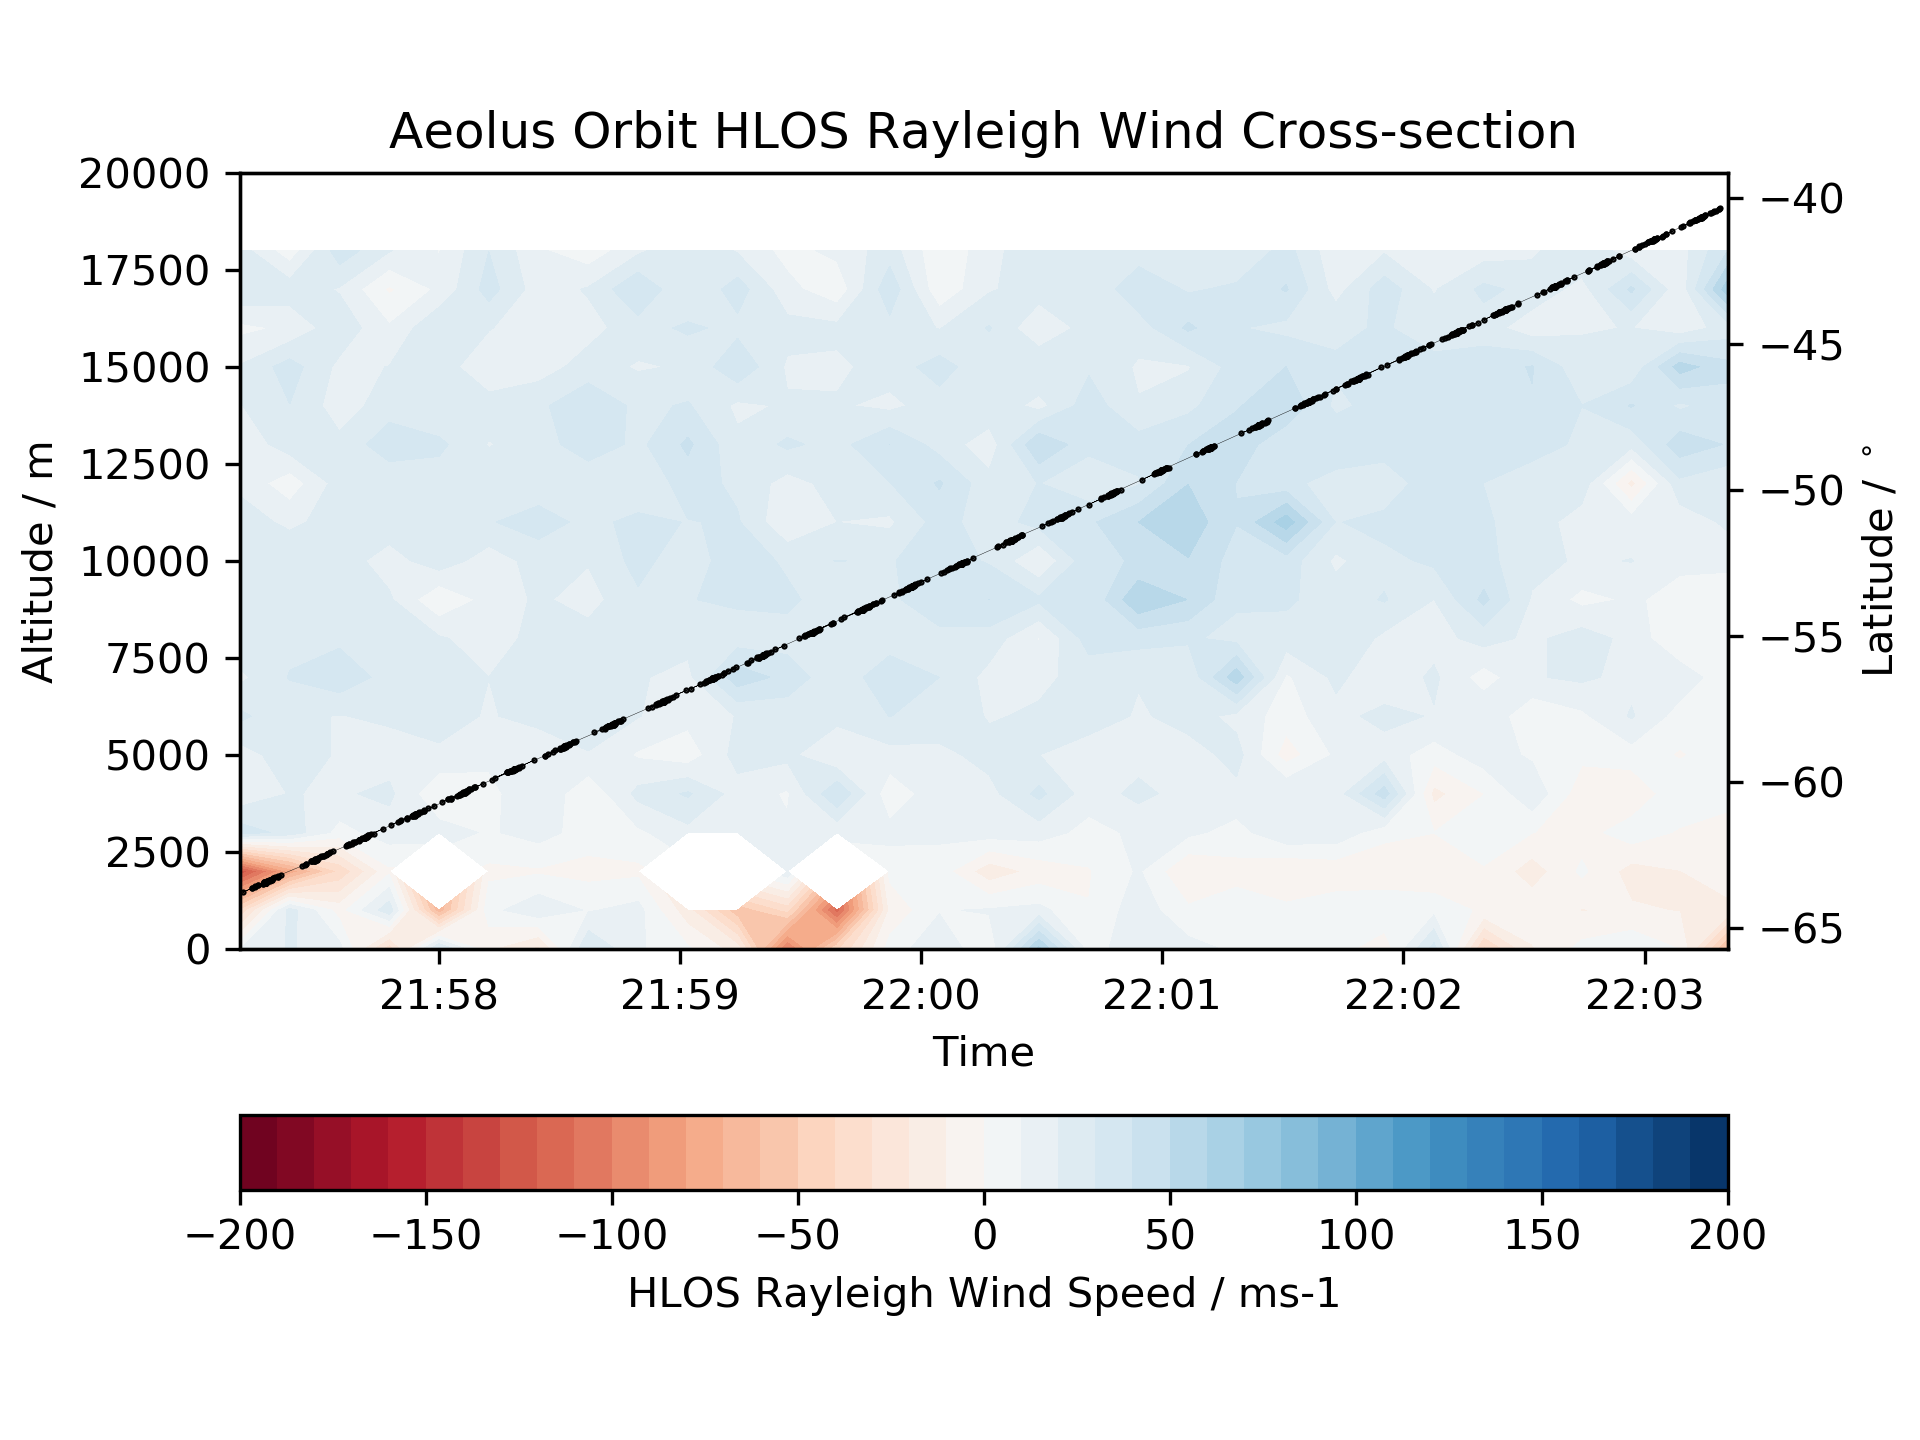 Aeolus Orbit HLOS Rayleigh Wind Cross-section
20000
17500
15000
12500
10000
7500
5000
2500
0
Altitude / m
−40
−45
−50
−55
−60
−65
Latitude / °
21:58 21:59 22:00 22:01 22:02 22:03
Time
−200 −150 −100 −50 0 50 100 150 200
HLOS Rayleigh Wind Speed / ms-1